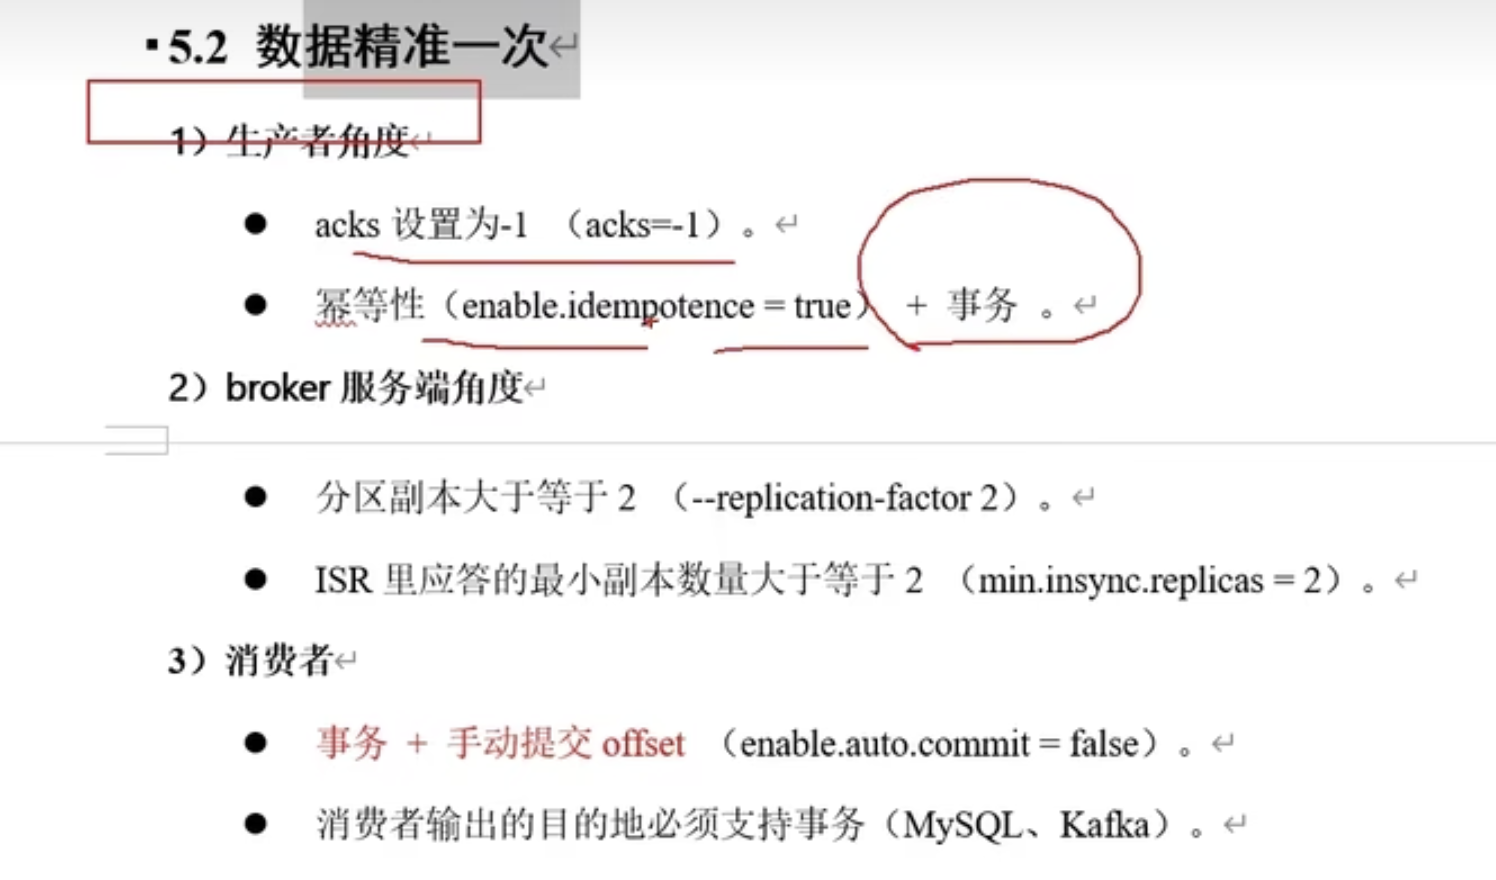 ▪5.2 数据精准一次↵
1）生产者角度↵
● acks 设置为-1 （acks=-1）。↵
● 幂等性（enable.idempotence = true） + 事务 。↵
2）broker 服务端角度↵
● 分区副本大于等于 2 （--replication-factor 2）。↵
● ISR 里应答的最小副本数量大于等于 2 （min.insync.replicas = 2）。↵
3）消费者↵
● 事务 + 手动提交 offset （enable.auto.commit = false）。↵
● 消费者输出的目的地必须支持事务（MySQL、Kafka）。↵